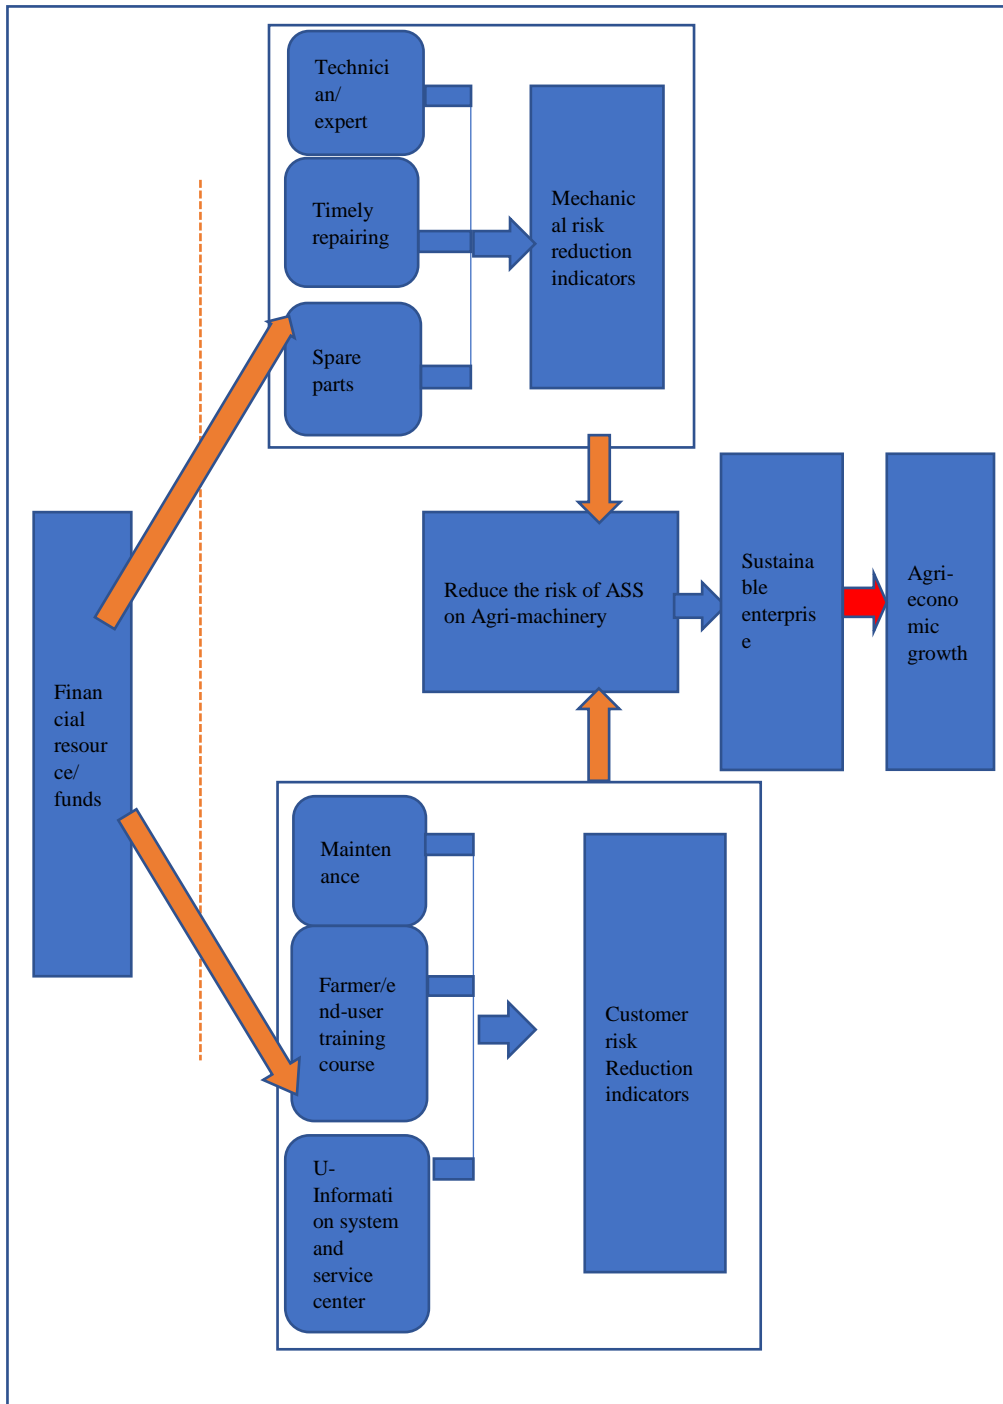 Technici
an/
expert
Timely
repairing
Spare
parts
Mechanic
al risk
reduction
indicators
Financ
cial
resour
ce/
funds
Reduce the risk of ASS
on Agri-machinery
Sustaina
ble
enterpris
e
Agri-
econo
mic
growth
Mainten
ance
Farmer/e
nd-user
training
course
U-
Informati
on system
and
service
center
Customer
risk
Reduction
indicators